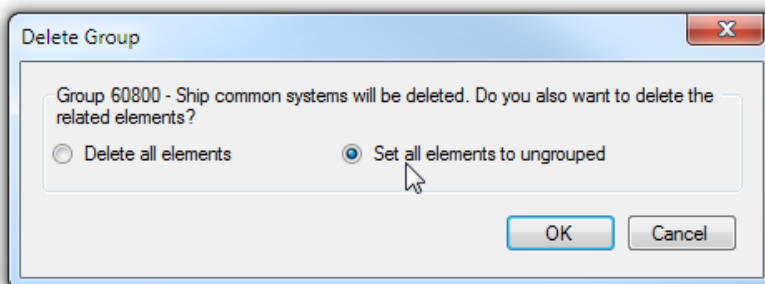 Delete Group
Group 60800 - Ship common systems will be deleted. Do you also want to delete the
related elements?
Delete all elements
Set all elements to ungrouped
OK
Cancel